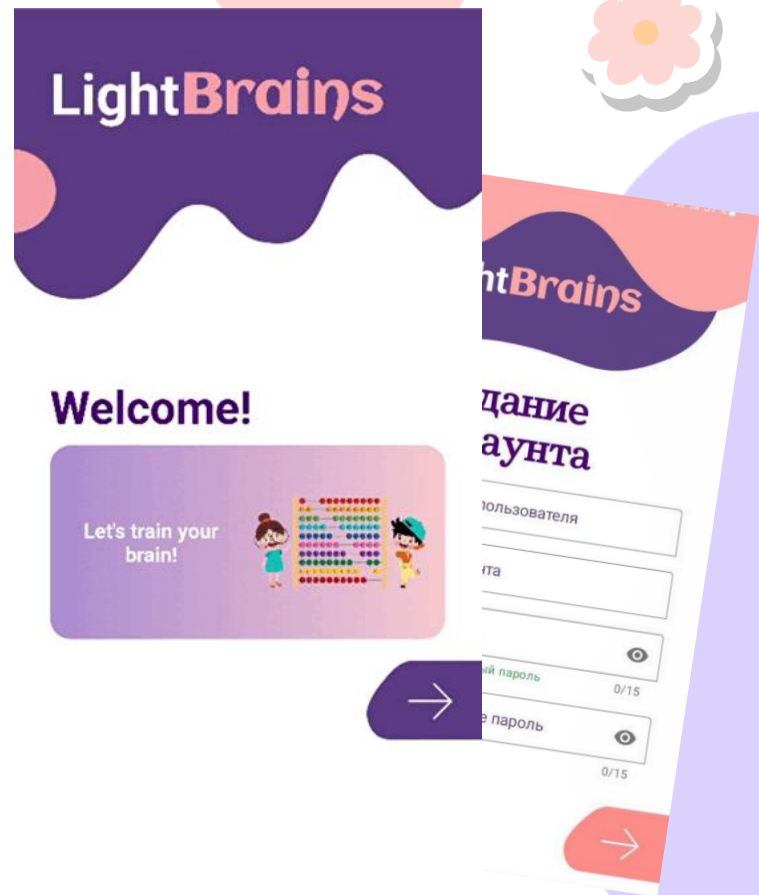 LightBrains
Welcome!
Let's train your
brain!
htBrains
дание
аунта
пользователя
нта
ый пароль
0/15
е пароль
0/15